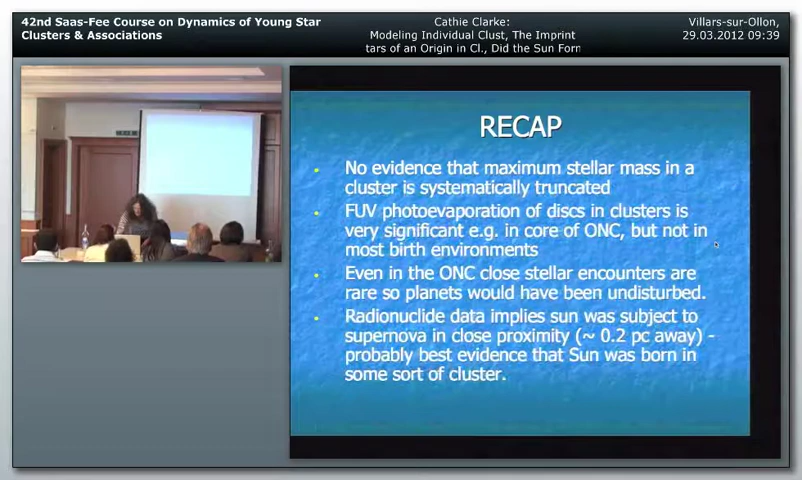 42nd Saas-Fee Course on Dynamics of Young Star
Clusters & Associations
Cathie Clarke:
Modeling Individual Clust, The Imprint
tars of an Origin in Cl., Did the Sun Forn
Villars-sur-Ollon,
29.03.2012 09:39
RECAP
No evidence that maximum stellar mass in a
cluster is systematically truncated
FUV photoevaporation of discs in clusters is
very significant e.g. in core of ONC, but not in
most birth environments
Even in the ONC close stellar encounters are
rare so planets would have been undisturbed.
Radionuclide data implies sun was subject to
supernova in close proximity (~ 0.2 pc away) -
probably best evidence that Sun was born in
some sort of cluster.